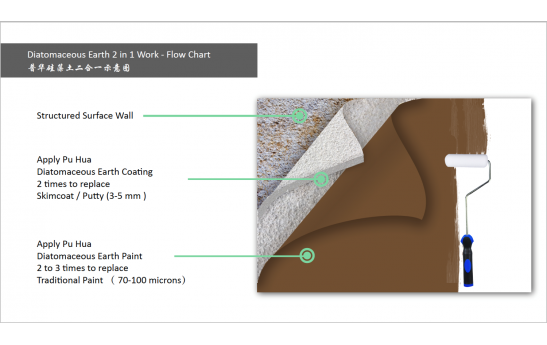 Diatomaceous Earth 2 in 1 Work - Flow Chart
普华硅藻土二合一示意图
Structured Surface Wall
Apply Pu Hua
Diatomaceous Earth Coating
2 times to replace
Skimcoat / Putty (3-5 mm )
Apply Pu Hua
Diatomaceous Earth Paint
2 to 3 times to replace
Traditional Paint （ 70-100 microns）